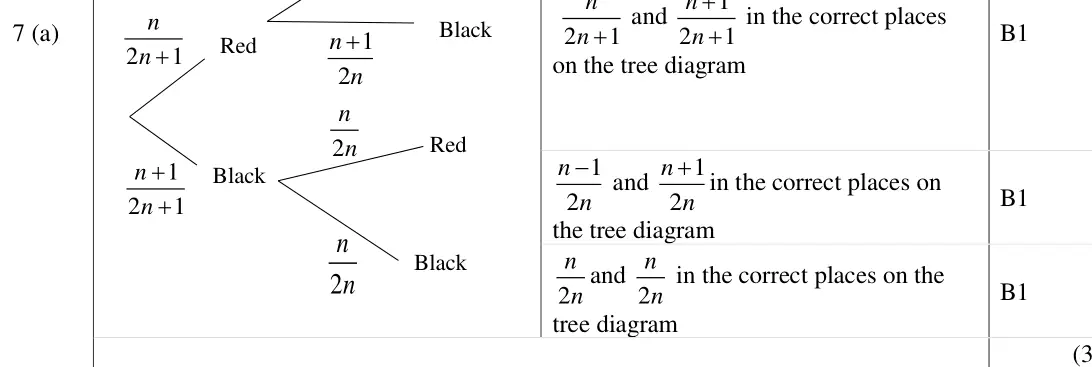 n/(2n+1) and n+1/(2n+1) in the correct places
7 (a)
n/(2n+1) Red (n+1)/2n Black
B1
on the tree diagram
n/2n Red
(n+1)/(2n+1) Black
(n−1)/2n and (n+1)/2n in the correct places on
B1
the tree diagram
n/2n Black
n/2n and n/2n in the correct places on the
B1
tree diagram
(3